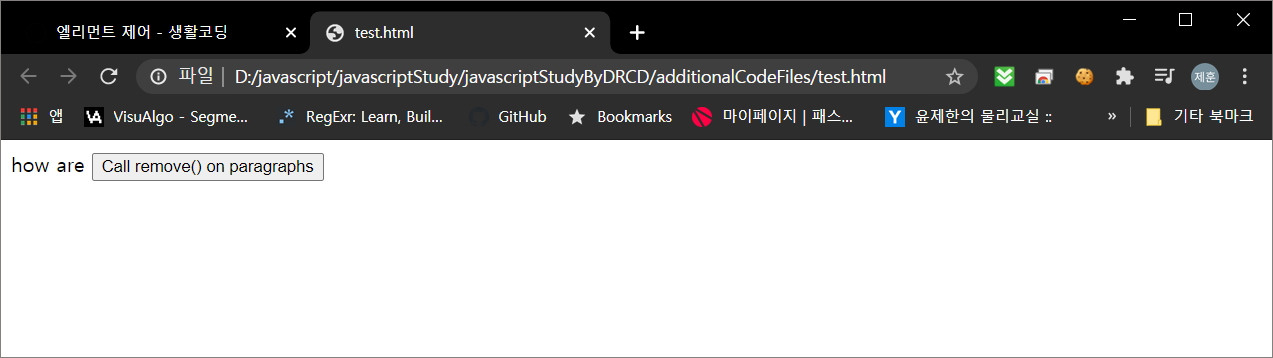 엘리먼트 제어 - 생활코딩 test.html
파일 | D:/javascript/javascriptStudy/javascriptStudyByDRCD/additionalCodeFiles/test.html 제훈
앱 VA VisuAlgo - Segme... .* RegExr: Learn, Buil... GitHub Bookmarks 마이페이지 | 패스... Y 윤제한의 물리교실 :: » 기타 북마크
how are Call remove() on paragraphs